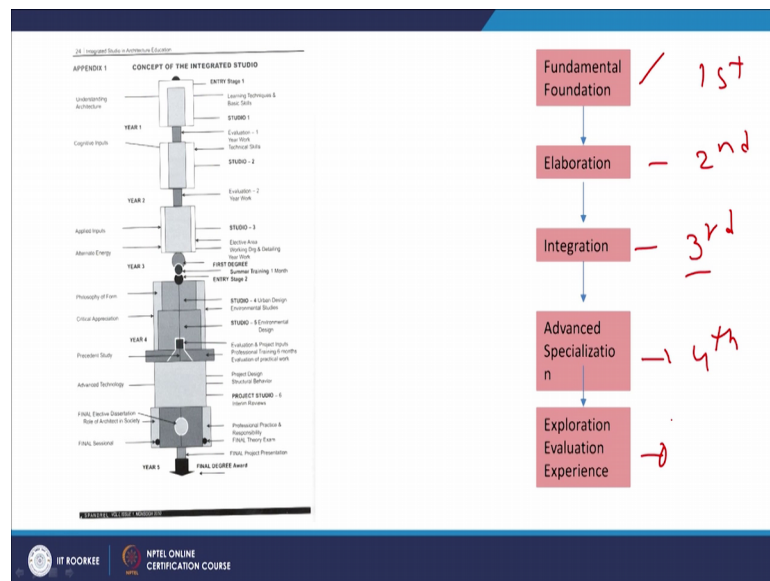 24 : Integrated Studio in Architecture Education
APPENDIX 1 CONCEPT OF THE INTEGRATED STUDIO
ENTRY Stage 1
Understanding
Architecture
Learning Techniques &
Basic Skills
STUDIO 1
YEAR 1
Evaluation - 1
Year Work
Technical Skills
Cognitive Inputs
STUDIO - 2
Evaluation - 2
Year Work
YEAR 2
Applied Inputs
STUDIO - 3
Elective Area
Working Drg & Detailing
Year Work
Alternate Energy
YEAR 3
FIRST DEGREE
Summer Training 1 Month
ENTRY Stage 2
Philosophy of Form
STUDIO - 4 Urban Design
Environmental Studies
Critical Appreciation
STUDIO - 5 Environmental
Design
YEAR 4
Evaluation & Project Inputs
Professional Training 6 months
Evaluation of practical work
Precedent Study
Project Design
Structural Behavior
Advanced Technology
PROJECT STUDIO - 6
Interim Reviews
FINAL Elective Dissertation
Role of Architect in Society
Professional Practice &
Responsibility
FINAL Theory Exam
FINAL Sessional
FINAL Project Presentation
YEAR 5
FINAL DEGREE Award
Fundamental
Foundation
1st
Elaboration
2nd
Integration
3rd
Advanced
Specializatio
n
4th
Exploration
Evaluation
Experience
IIT ROORKEE
NPTEL
NPTEL ONLINE
CERTIFICATION COURSE